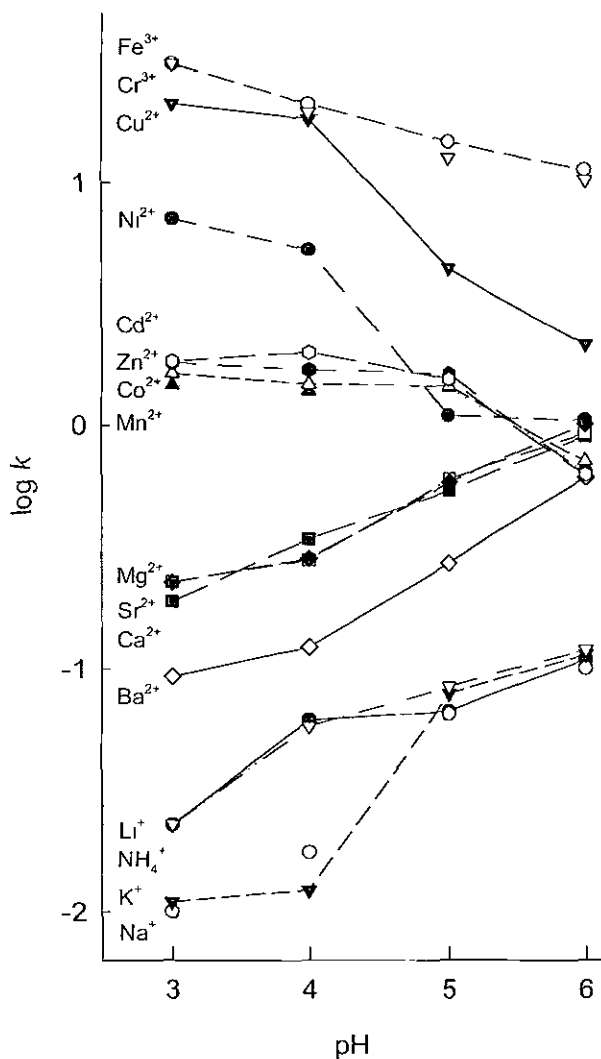 Fe³⁺
Cr³⁺
Cu²⁺
1
Ni²⁺
Cd²⁺
Zn²⁺
Co²⁺
0
Mn²⁺
log k
Mg²⁺
Sr²⁺
Ca²⁺
-1
Ba²⁺
Li⁺
NH₄⁺
K⁺
-2
Na⁺
3 4 5 6
pH